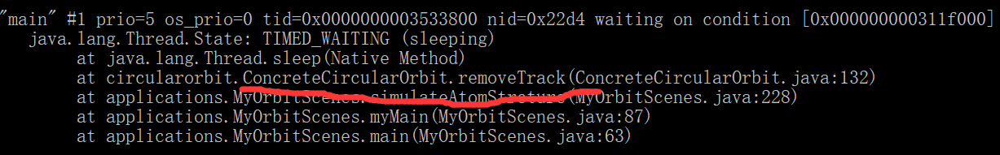 "main" #1 prio=5 os_prio=0 tid=0x0000000003533800 nid=0x22d4 waiting on condition [0x000000000311f000]
java.lang.Thread.State: TIMED_WAITING (sleeping)
at java.lang.Thread.sleep(Native Method)
at circularorbit.ConcreteCircularOrbit.removeTrack(ConcreteCircularOrbit.java:132)
at applications.MyOrbitScenes.simulateAtomStreture(MyOrbitScenes.java:228)
at applications.MyOrbitScenes.myMain(MyOrbitScenes.java:87)
at applications.MyOrbitScenes.main(MyOrbitScenes.java:63)